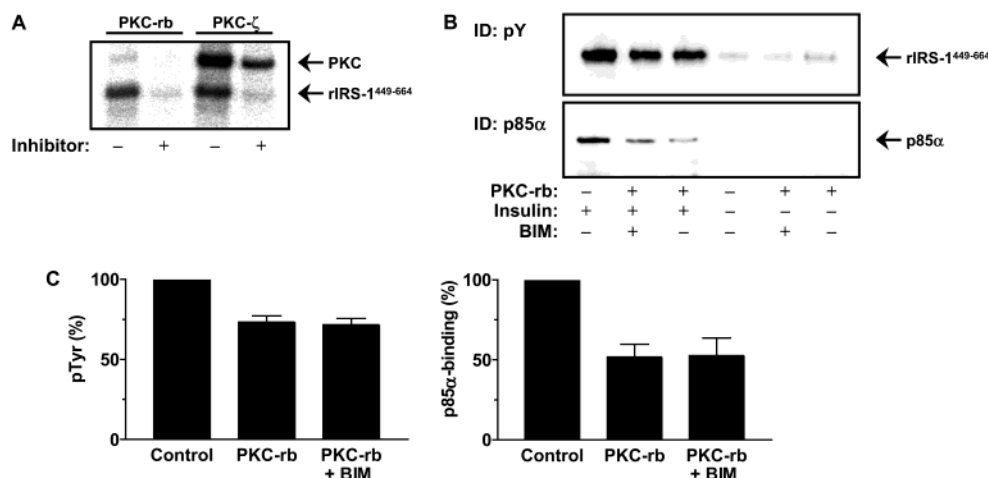 A
PKC-rb PKC-ζ
PKC
rIRS-1⁴⁴⁹⁻⁶⁶⁴
Inhibitor: – + – +
B
ID: pY
rIRS-1⁴⁴⁹⁻⁶⁶⁴
ID: p85α
p85α
PKC-rb: – + + – + +
Insulin: + + + – – –
BIM: – + – – + –
C
pTyr (%)
100
50
0
Control PKC-rb PKC-rb
+ BIM
p85α-binding (%)
100
50
0
Control PKC-rb PKC-rb
+ BIM